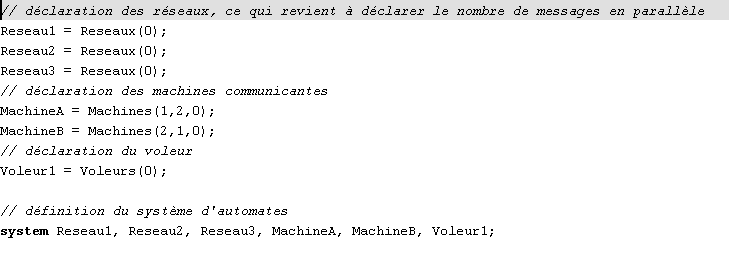 // déclaration des réseaux, ce qui revient à déclarer le nombre de messages en parallèle
Reseau1 = Reseaux(0);
Reseau2 = Reseaux(0);
Reseau3 = Reseaux(0);
// déclaration des machines communicantes
MachineA = Machines(1,2,0);
MachineB = Machines(2,1,0);
// déclaration du voleur
Voleur1 = Voleurs(0);
// définition du système d'automates
system Reseau1, Reseau2, Reseau3, MachineA, MachineB, Voleur1;